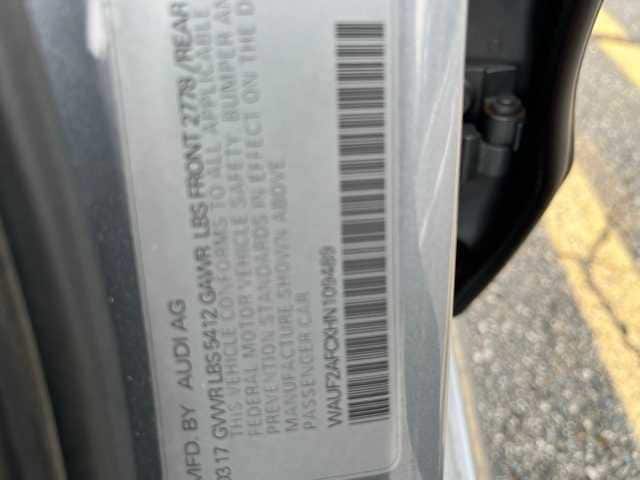 MFD. BY AUDI AG
0317 GVWR LBS 5412 GAWR LBS FRONT 2778 /REAR
THIS VEHICLE CONFORMS TO ALL APPLICABLE
FEDERAL MOTOR VEHICLE SAFETY, BUMPER AN
PREVENTION STANDARDS IN EFFECT ON THE D
MANUFACTURE SHOWN ABOVE.
PASSENGER CAR
WAUF2AFCXHN109489